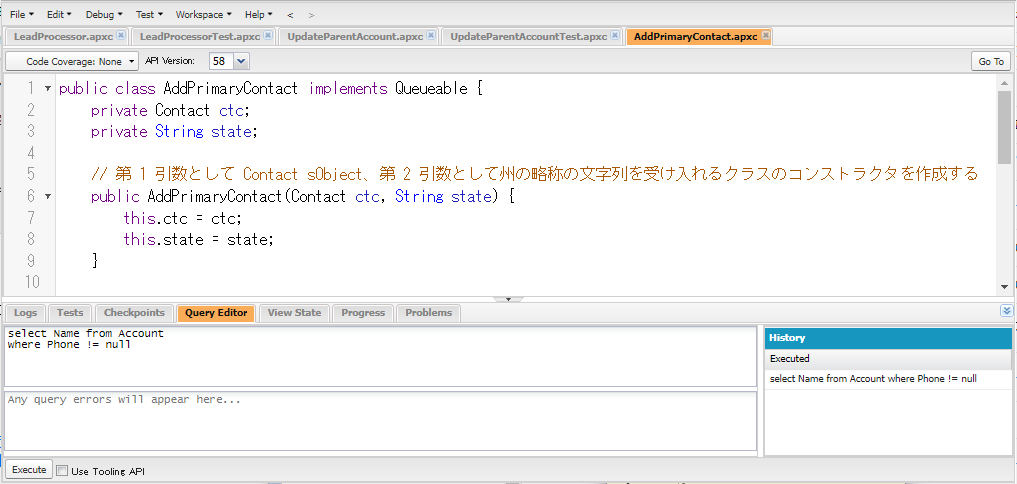 File Edit Debug Test Workspace Help < >
LeadProcessor.apxc LeadProcessorTest.apxc UpdateParentAccount.apxc UpdateParentAccountTest.apxc AddPrimaryContact.apxc
Code Coverage: None API Version: 58 Go To
1 public class AddPrimaryContact implements Queueable {
2 private Contact ctc;
3 private String state;
4
5 // 第 1 引数として Contact sObject、第 2 引数として州の略称の文字列を受け入れるクラスのコンストラクタを作成する
6 public AddPrimaryContact(Contact ctc, String state) {
7 this.ctc = ctc;
8 this.state = state;
9 }
10
Logs Tests Checkpoints Query Editor View State Progress Problems
select Name from Account
where Phone != null
Any query errors will appear here...
History
Executed
select Name from Account where Phone != null
Execute Use Tooling API